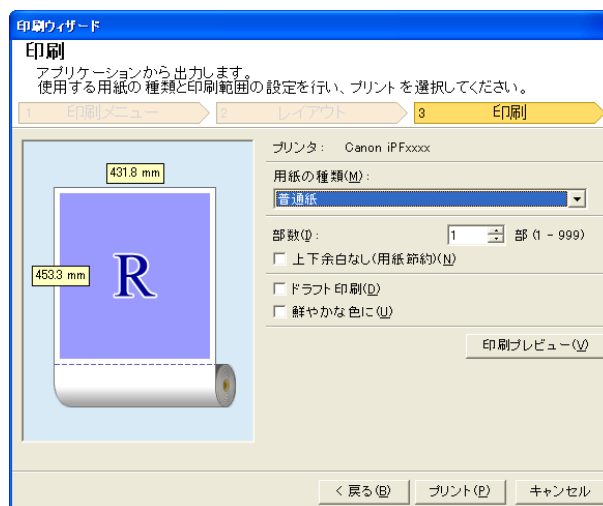 印刷ウィザード
印刷
アプリケーションから出力します。
使用する用紙の種類と印刷範囲の設定を行い、プリントを選択してください。
1 印刷メニュー 2 レイアウト 3 印刷
プリンタ： Canon iPFxxxx
431.8 mm
用紙の種類(M)：
普通紙
部数(I)： 1 部 (1 - 999)
上下余白なし(用紙節約)(N)
453.3 mm
R
ドラフト印刷(D)
鮮やかな色に(U)
印刷プレビュー(V)
< 戻る(B) プリント(P) キャンセル